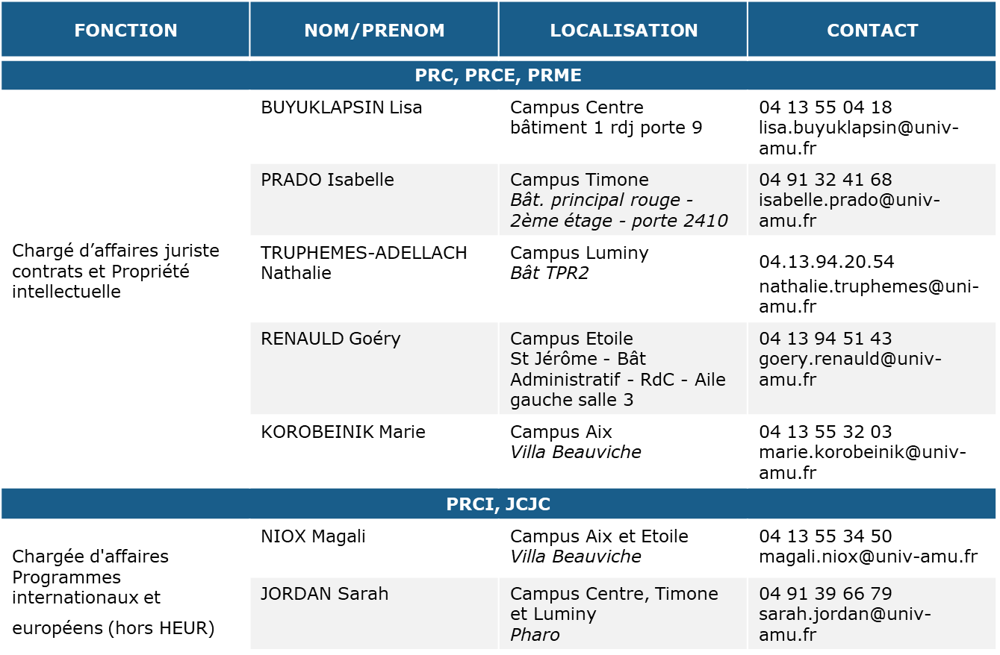 FONCTION
NOM/PRENOM
LOCALISATION
CONTACT
PRC, PRCE, PRME
Chargé d’affaires juriste
contrats et Propriété
intellectuelle
BUYUKLAPSIN Lisa
Campus Centre
bâtiment 1 rdj porte 9
04 13 55 04 18
lisa.buyuklapsin@univ-
amu.fr
PRADO Isabelle
Campus Timone
Bât. principal rouge -
2ème étage - porte 2410
04 91 32 41 68
isabelle.prado@univ-
amu.fr
TRUPHEMES-ADELLACH
Nathalie
Campus Luminy
Bât TPR2
04.13.94.20.54
nathalie.truphemes@uni-
amu.fr
RENAULD Goéry
Campus Etoile
St Jérôme - Bât
Administratif - RdC - Aile
gauche salle 3
04 13 94 51 43
goery.renauld@univ-
amu.fr
KOROBEINIK Marie
Campus Aix
Villa Beauviche
04 13 55 32 03
marie.korobeinik@univ-
amu.fr
PRCI, JCJC
Chargée d'affaires
Programmes
internationaux et
européens (hors HEUR)
NIOX Magali
Campus Aix et Etoile
Villa Beauviche
04 13 55 34 50
magali.niox@univ-amu.fr
JORDAN Sarah
Campus Centre, Timone
et Luminy
Pharo
04 91 39 66 79
sarah.jordan@univ-
amu.fr